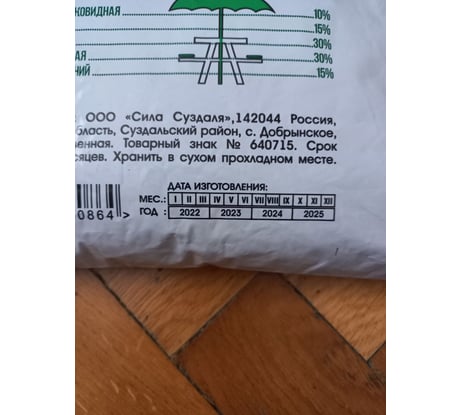 КОВИДНАЯ 10%
15%
АЯ 30%
30%
НИЙ 15%
ООО «Сила Суздаля»,142044 Россия,
бласть, Суздальский район, с. Добрынское,
венная. Товарный знак № 640715. Срок
сяцев. Хранить в сухом прохладном месте.
ДАТА ИЗГОТОВЛЕНИЯ:
МЕС.: I II III IV V VI VII VIII IX X XI XII
ГОД : 2022 2023 2024 2025
0864 >